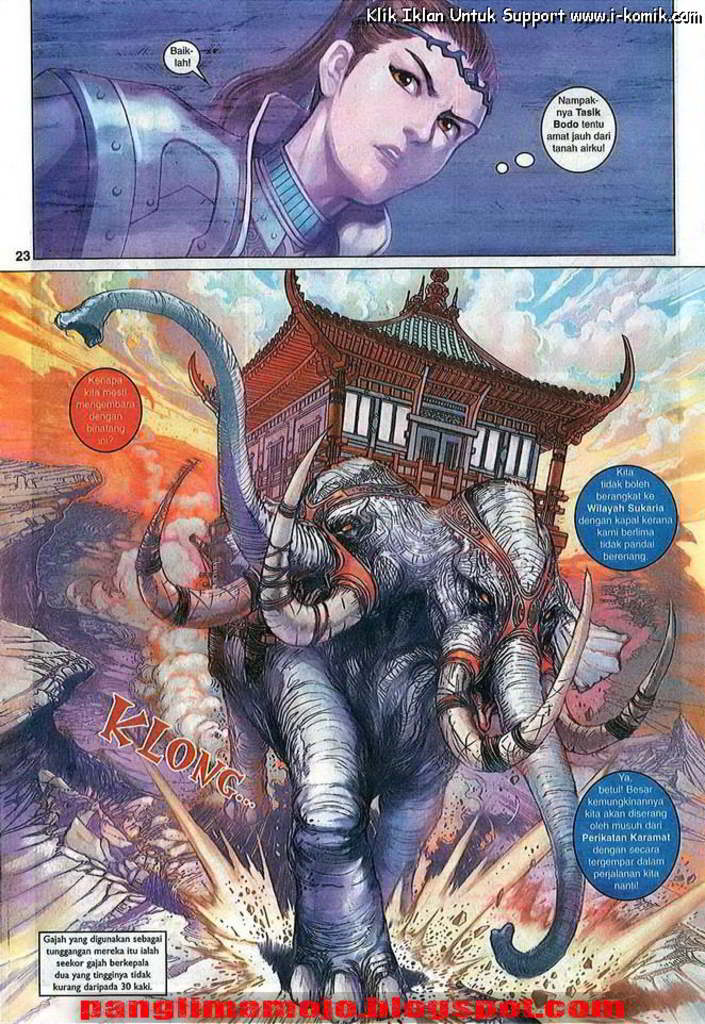 Klik Iklan Untuk Support www.i-komik.com
Baik-
lah!
Nampak-
nya Tasik
Bodo tentu
amat jauh dari
tanah airku!
23
Kenapa
kita mesti
mengembara
dengan
binatang
ini?
Kita
tidak boleh
berangkat ke
Wilayah Sukaria
dengan kapal kerana
kami berlima
tidak pandai
berenang.
KLONG...
Ya,
betul! Besar
kemungkinannya
kita akan diserang
oleh musuh dari
Perikatan Karamat
dengan secara
tergempar dalam
perjalanan kita
nanti!
Gajah yang digunakan sebagai
tunggangan mereka itu ialah
seekor gajah berkepala
dua yang tingginya tidak
kurang daripada 30 kaki.
panglimamojo.blogspot.com